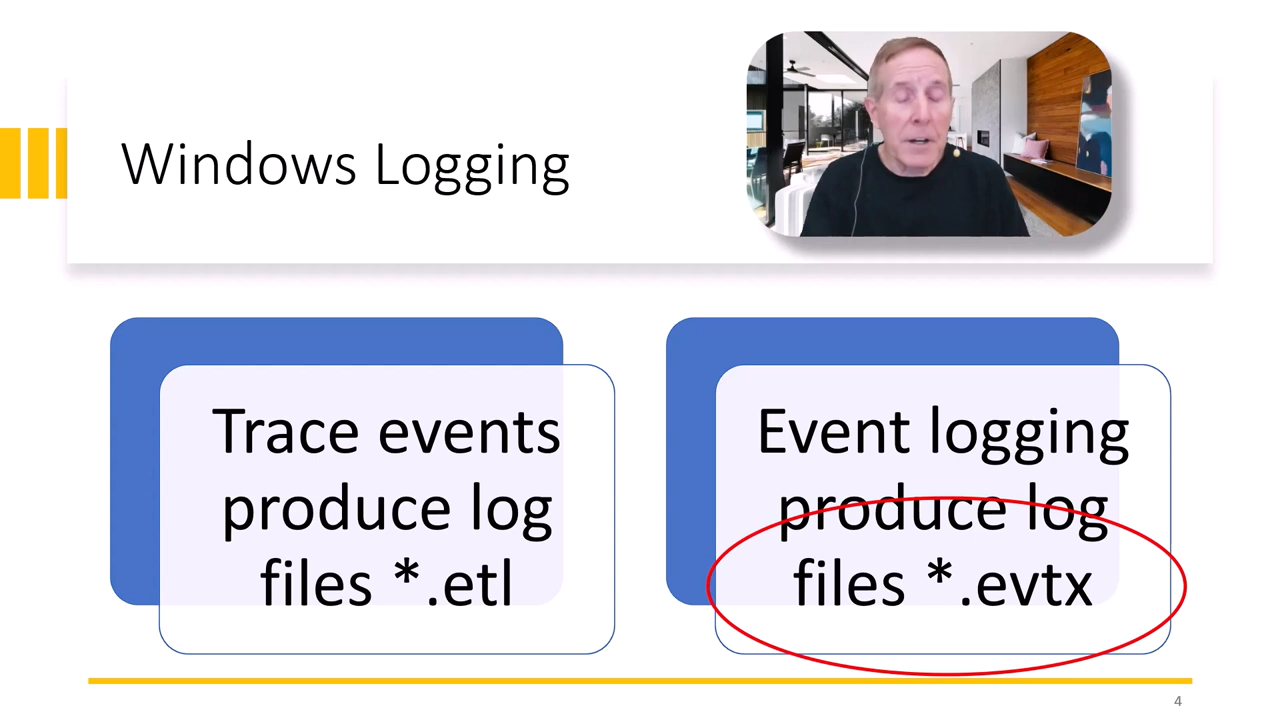 Windows Logging
Trace events
produce log
files *.etl
Event logging
produce log
files *.evtx
4